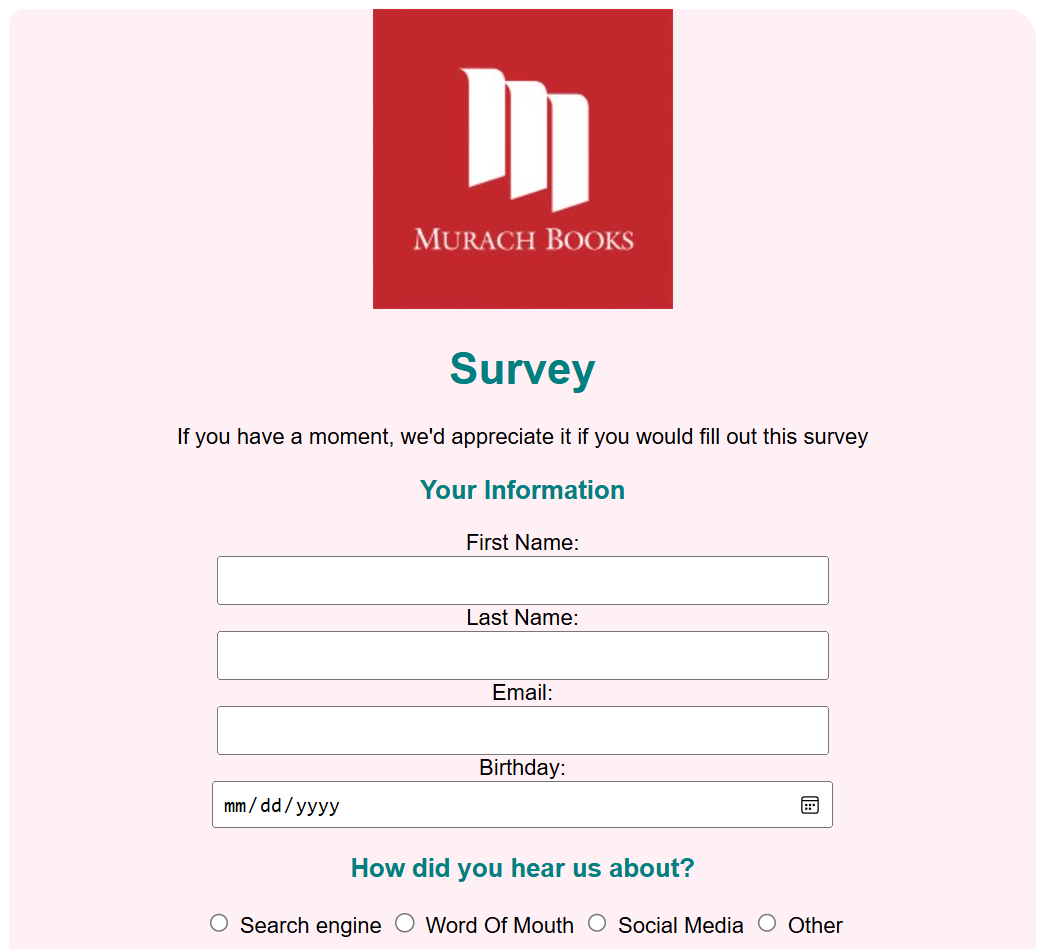 MURACH BOOKS
Survey
If you have a moment, we'd appreciate it if you would fill out this survey
Your Information
First Name:
Last Name:
Email:
Birthday:
mm/dd/yyyy
How did you hear us about?
Search engine Word Of Mouth Social Media Other